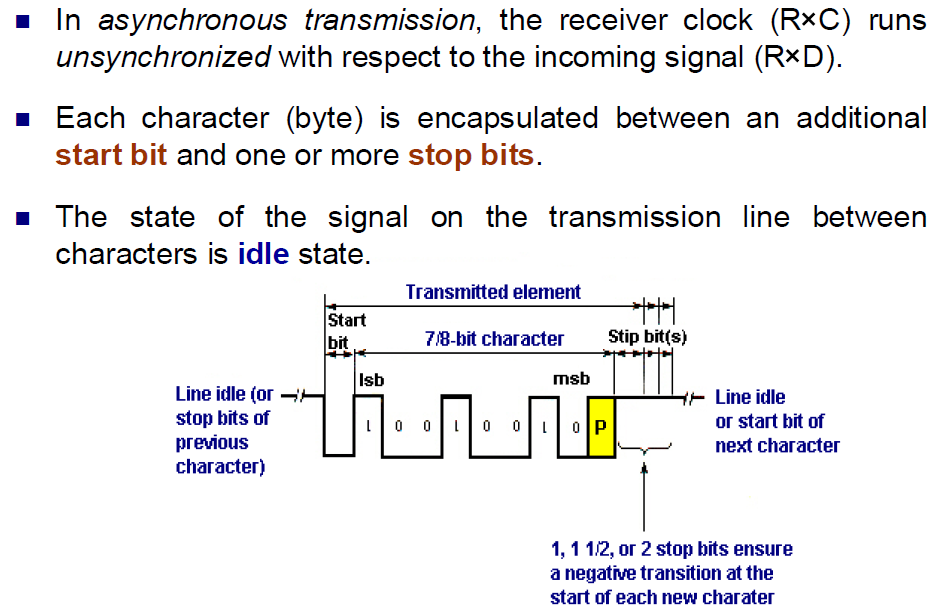 In asynchronous transmission, the receiver clock (R×C) runs
unsynchronized with respect to the incoming signal (R×D).
Each character (byte) is encapsulated between an additional
start bit and one or more stop bits.
The state of the signal on the transmission line between
characters is idle state.
Transmitted element
Start
bit
7/8-bit character
Stip bit(s)
lsb
msb
Line idle (or
stop bits of
previous
character)
1 0 0 1 0 0 1 0 P
Line idle
or start bit of
next character
1, 1 1/2, or 2 stop bits ensure
a negative transition at the
start of each new charater